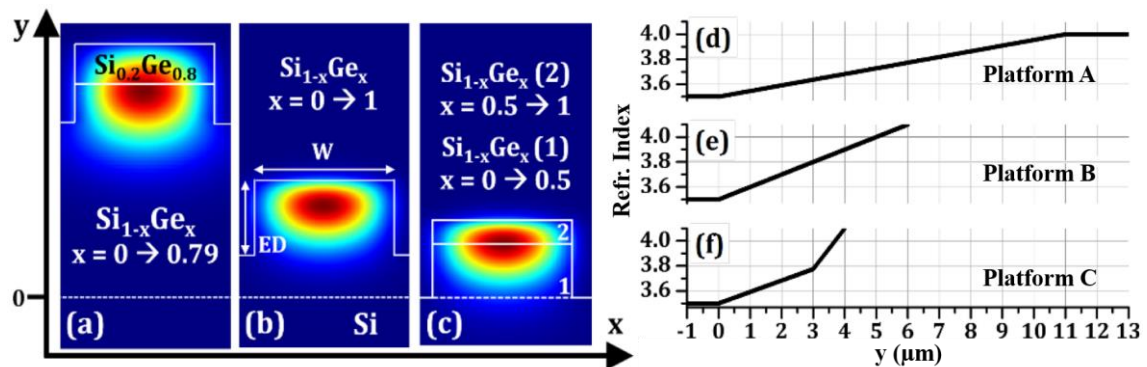 y
Si0.2Ge0.8
Si1-xGex
x = 0 → 0.79
0
(a)
Si1-xGex
x = 0 → 1
W
ED
(b)
Si
Si1-xGex (2)
x = 0.5 → 1
Si1-xGex (1)
x = 0 → 0.5
2
1
(c)
x
Refr. Index
4.0
3.8
3.6
(d)
Platform A
4.0
3.8
3.6
(e)
Platform B
4.0
3.8
3.6
(f)
Platform C
-1 0 1 2 3 4 5 6 7 8 9 10 11 12 13
y (µm)